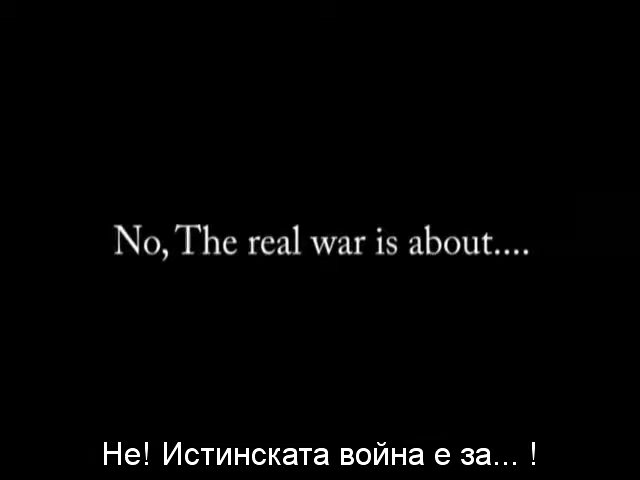 No, The real war is about....
Не! Истинската война е за... !